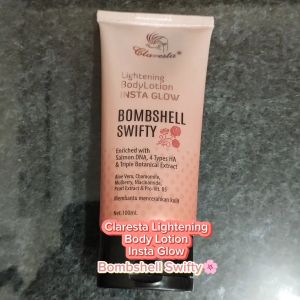 Claresta®
Lightening
BodyLotion
INSTA GLOW
BOMBSHELL
SWIFTY
Enriched with
Salmon DNA, 4 Types HA
& Triple Botanical Extract
Aloe Vera, Chamomile,
Mulberry, Niacinamide,
Pearl Extract & Pro-Vit. B5
Membantu mencerahkan kulit
Net.100mL
Claresta Lightening
Body Lotion
Insta Glow
Bombshell Swifty🌸